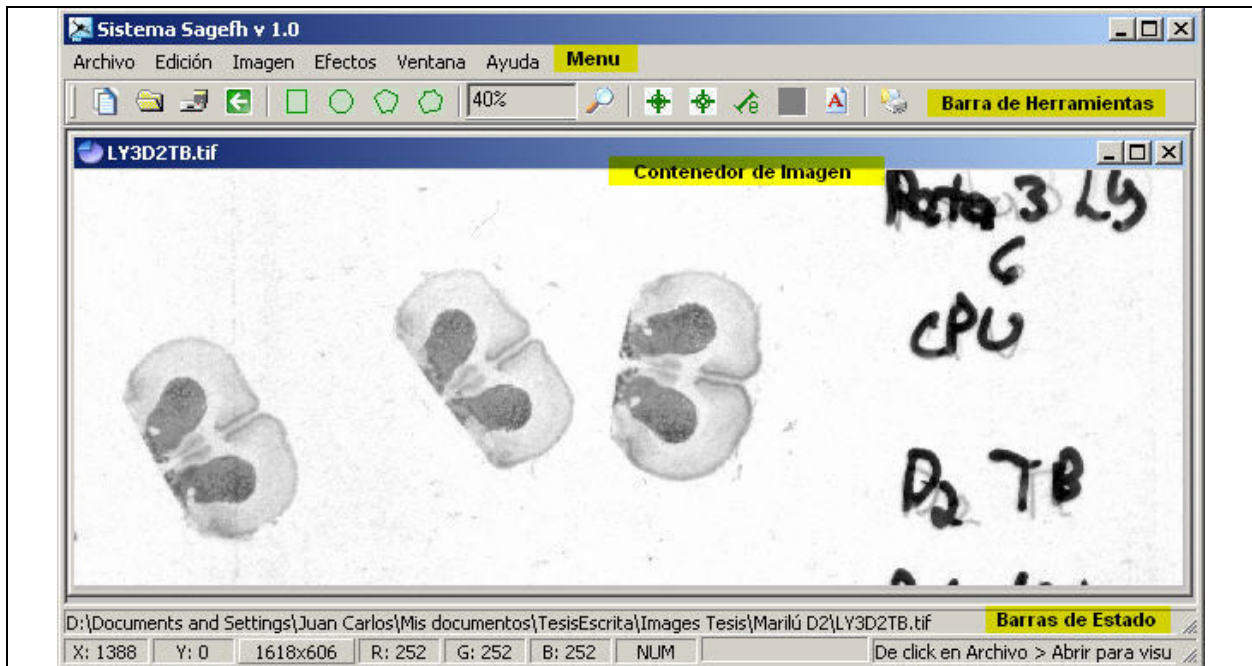 Sistema Sagefh v 1.0
Archivo Edición Imagen Efectos Ventana Ayuda Menu
40% A Barra de Herramientas
LY3D2TB.tif
Contenedor de Imagen
3 Ly
6
CPU
D2 TB
D:\Documents and Settings\Juan Carlos\Mis documentos\TesisEscrita\Images Tesis\Marilú D2\LY3D2TB.tif Barras de Estado
X: 1388 Y: 0 1618x606 R: 252 G: 252 B: 252 NUM De click en Archivo > Abrir para visu